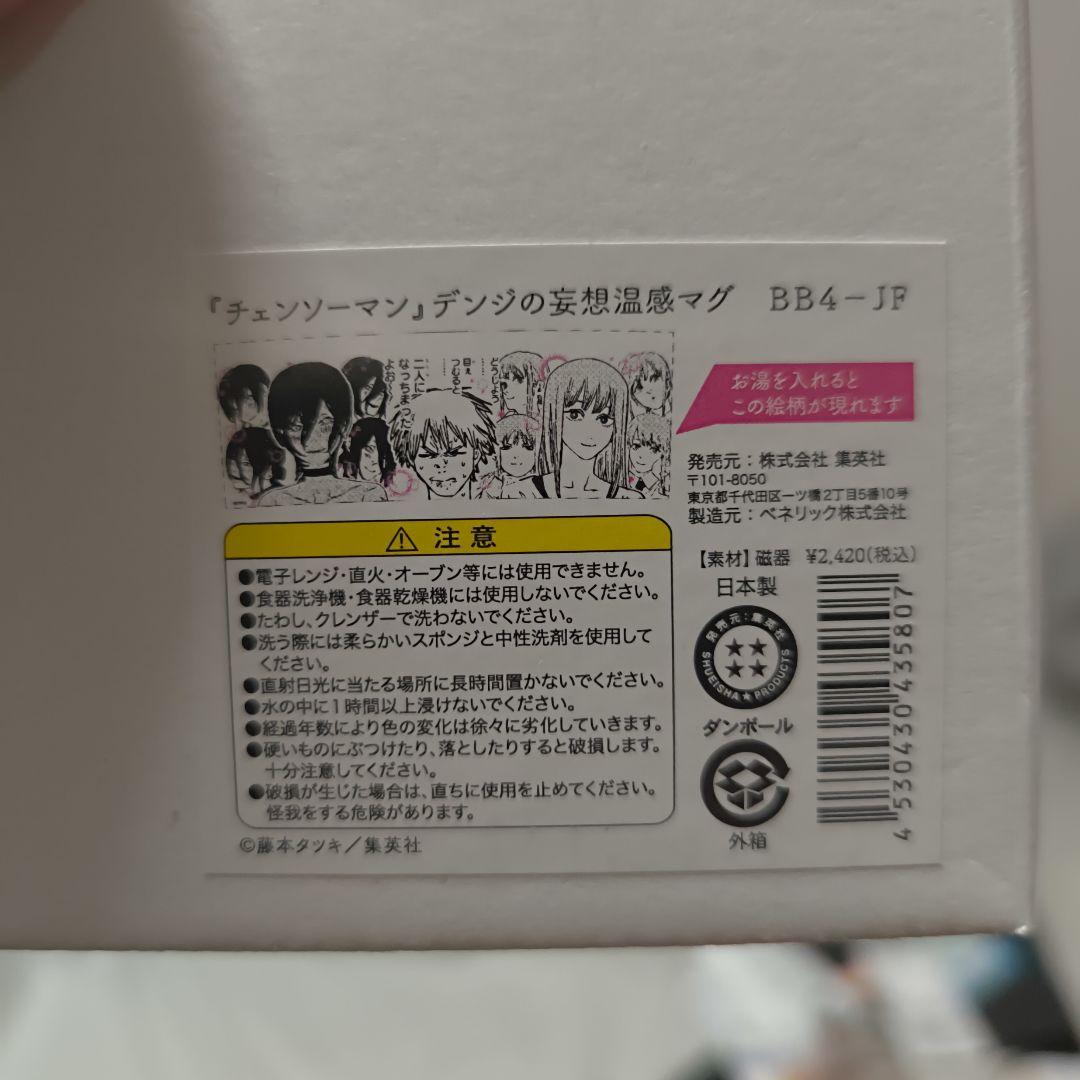 『チェンソーマン』デンジの妄想温感マグ BB4-JF
どうしよう
……
目ぇ
つむると
……
二人に
なっちまった
よお
お湯を入れると
この絵柄が現れます
発売元：株式会社 集英社
〒101-8050
東京都千代田区一ツ橋2丁目5番10号
製造元：ベネリック株式会社
【素材】磁器 ¥2,420(税込)
日本製
発売元：集英社
SHUEISHA★PRODUCTS
ダンボール
外箱
4530430435807
⚠ 注意
●電子レンジ・直火・オーブン等には使用できません。
●食器洗浄機・食器乾燥機には使用しないでください。
●たわし、クレンザーで洗わないでください。
●洗う際には柔らかいスポンジと中性洗剤を使用して
ください。
●直射日光に当たる場所に長時間置かないでください。
●水の中に1時間以上浸けないでください。
●経過年数により色の変化は徐々に劣化していきます。
●硬いものにぶつけたり、落としたりすると破損します。
十分注意してください。
●破損が生じた場合は、直ちに使用を止めてください。
怪我をする危険があります。
©藤本タツキ／集英社